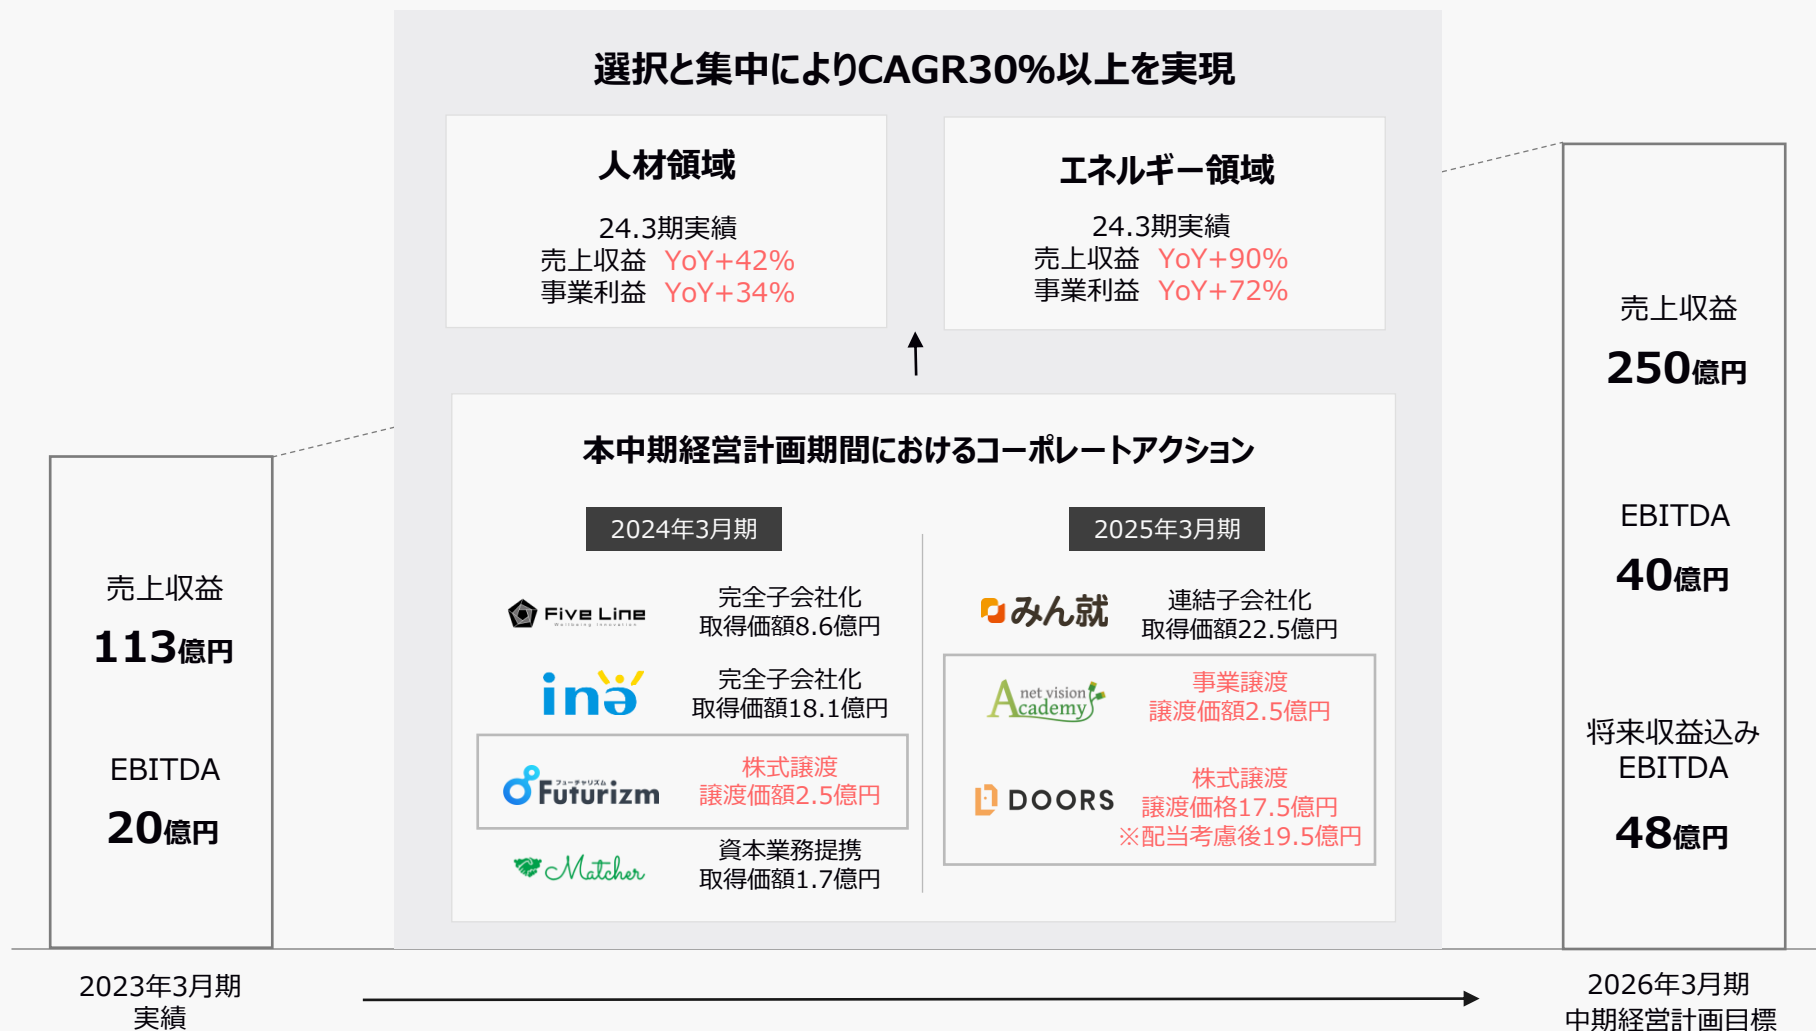 選択と集中によりCAGR30%以上を実現
人材領域
24.3期実績
売上収益 YoY+42%
事業利益 YoY+34%
エネルギー領域
24.3期実績
売上収益 YoY+90%
事業利益 YoY+72%
本中期経営計画期間におけるコーポレートアクション
2024年3月期
Five Line
Wellbeing Innovation
完全子会社化
取得価額8.6億円
inə
完全子会社化
取得価額18.1億円
フューチャリズム
Futurizm
株式譲渡
譲渡価額2.5億円
Matcher
資本業務提携
取得価額1.7億円
2025年3月期
みん就
連結子会社化
取得価額22.5億円
net vision
Academy
事業譲渡
譲渡価額2.5億円
DOORS
株式譲渡
譲渡価格17.5億円
※配当考慮後19.5億円
売上収益
113億円
EBITDA
20億円
2023年3月期
実績
売上収益
250億円
EBITDA
40億円
将来収益込み
EBITDA
48億円
2026年3月期
中期経営計画目標